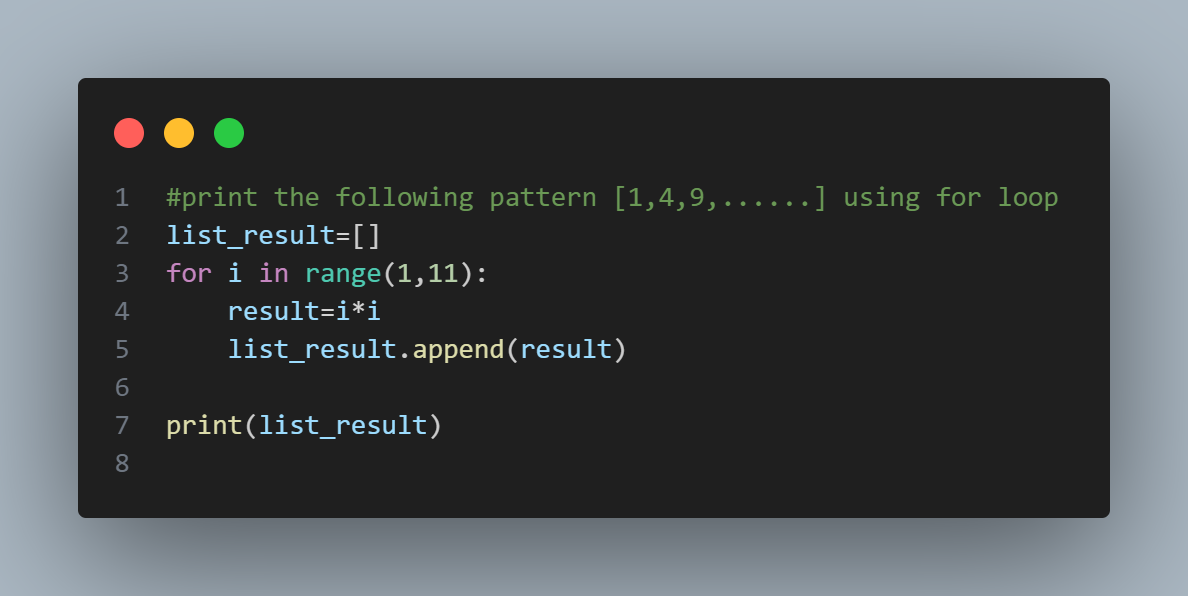 1 #print the following pattern [1,4,9,......] using for loop
2 list_result=[]
3 for i in range(1,11):
4     result=i*i
5     list_result.append(result)
6
7 print(list_result)
8